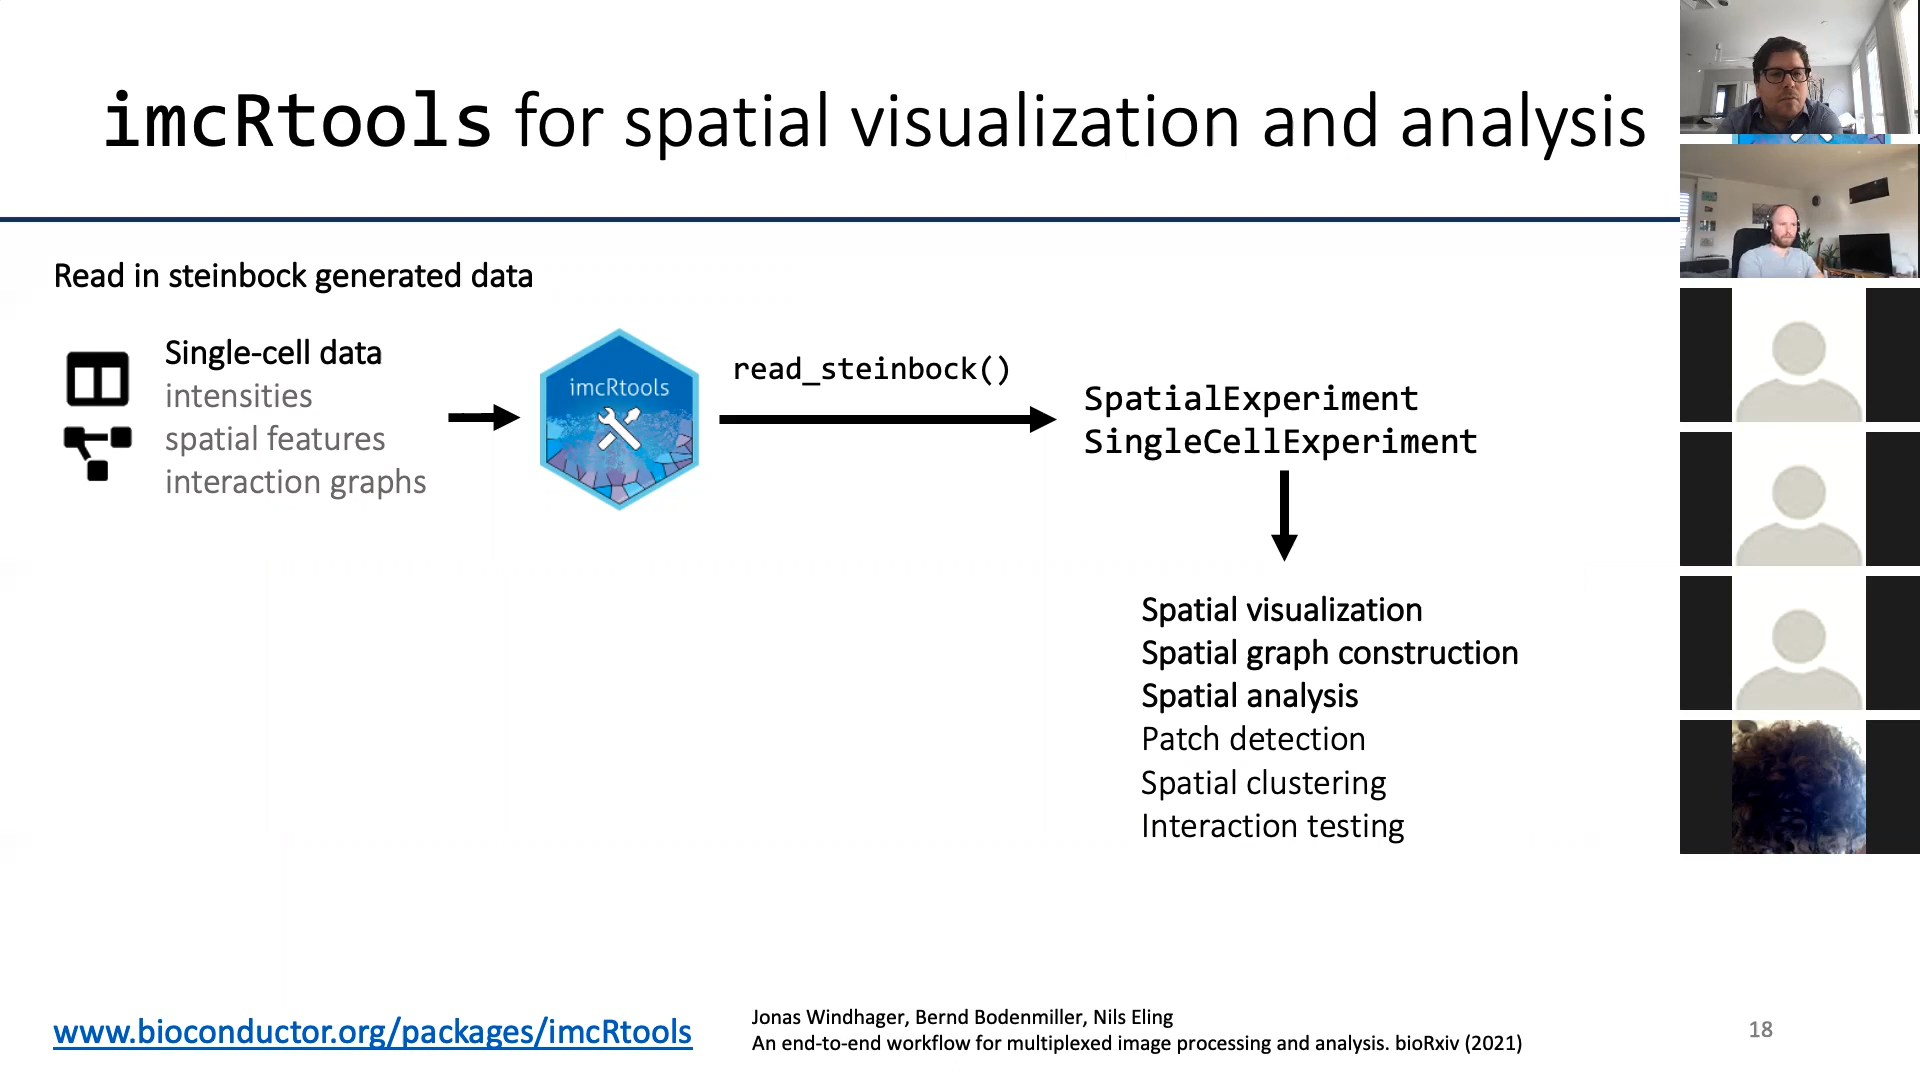 imcRtools for spatial visualization and analysis
Read in steinbock generated data
Single-cell data
intensities
spatial features
interaction graphs
imcRtools
read_steinbock()
SpatialExperiment
SingleCellExperiment
Spatial visualization
Spatial graph construction
Spatial analysis
Patch detection
Spatial clustering
Interaction testing
www.bioconductor.org/packages/imcRtools
Jonas Windhager, Bernd Bodenmiller, Nils Eling
An end-to-end workflow for multiplexed image processing and analysis. bioRxiv (2021)
18